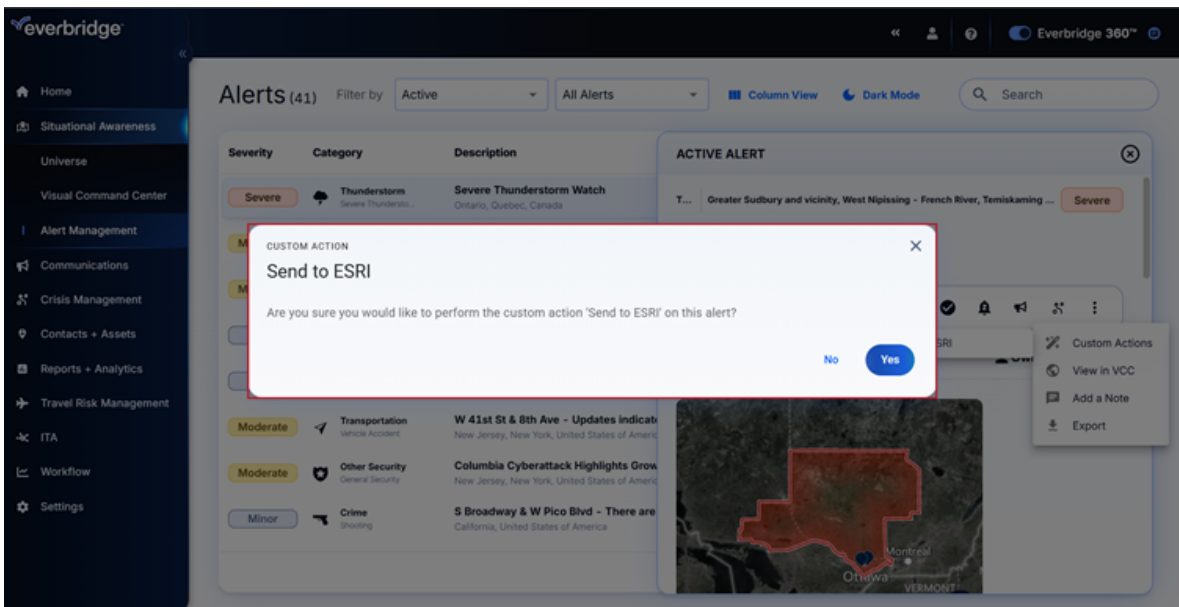 everbridge
Everbridge 360™
Home
Situational Awareness
Universe
Visual Command Center
Alert Management
Communications
Crisis Management
Contacts + Assets
Reports + Analytics
Travel Risk Management
ITA
Workflow
Settings
Alerts (41) Filter by Active All Alerts Column View Dark Mode Search
Severity Category Description
Severe Thunderstorm Severe Thunderstorm Watch
Severe Thundersto... Ontario, Quebec, Canada
M
M
Moderate Transportation W 41st St & 8th Ave - Updates indicat
Vehicle Accident New Jersey, New York, United States of Americ
Moderate Other Security Columbia Cyberattack Highlights Grow
General Security New Jersey, New York, United States of Americ
Minor Crime S Broadway & W Pico Blvd - There are
Shooting California, United States of America
ACTIVE ALERT
T... Greater Sudbury and vicinity, West Nipissing - French River, Temiskaming ... Severe
CUSTOM ACTION
Send to ESRI
Are you sure you would like to perform the custom action 'Send to ESRI' on this alert?
No Yes
SRI
Custom Actions
View in VCC
Add a Note
Export
Montreal
Ottawa
VERMONT